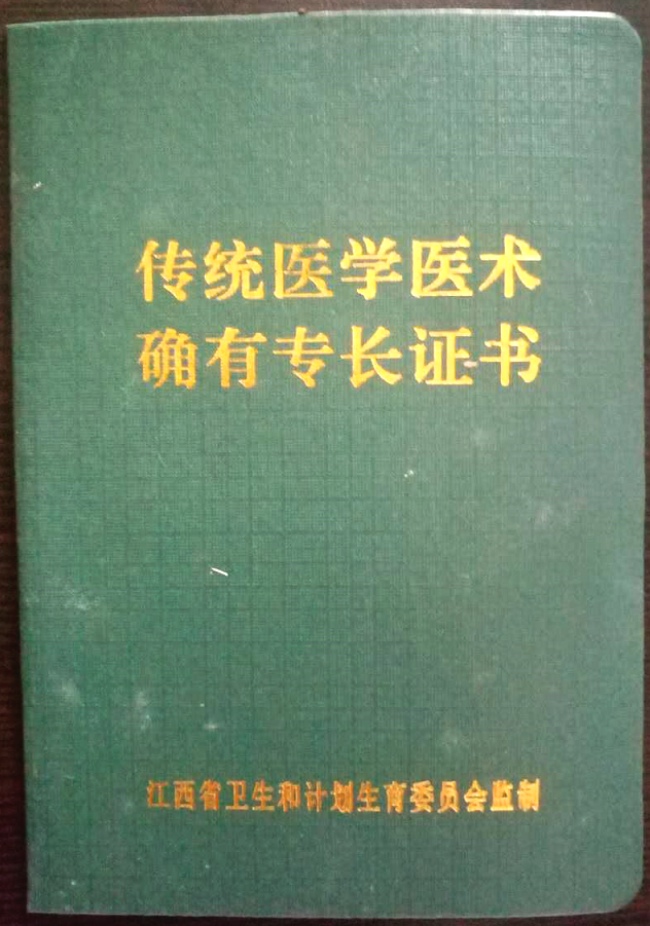 传统医学医术
确有专长证书
江西省卫生和计划生育委员会监制